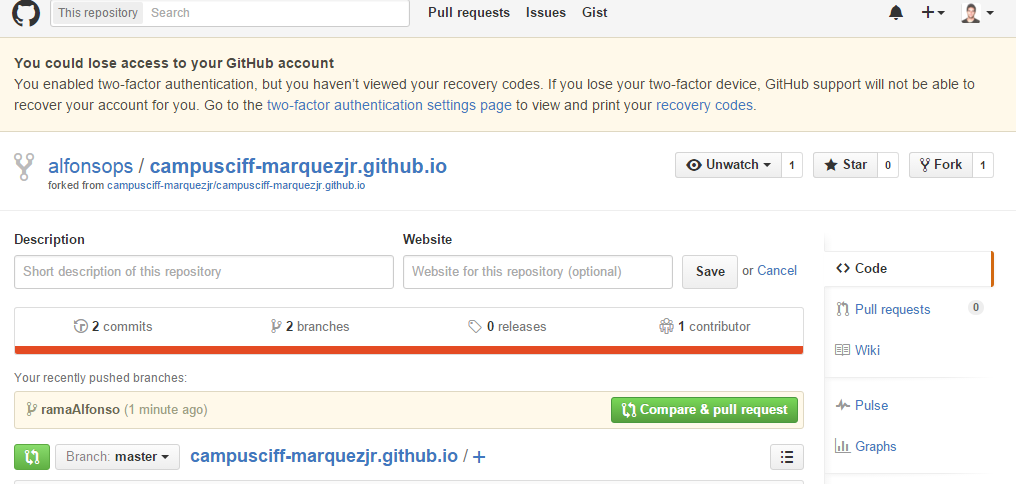 This repository Search Pull requests Issues Gist
You could lose access to your GitHub account
You enabled two-factor authentication, but you haven’t viewed your recovery codes. If you lose your two-factor device, GitHub support will not be able to
recover your account for you. Go to the two-factor authentication settings page to view and print your recovery codes.
alfonsops / campusciff-marquezjr.github.io Unwatch 1 Star 0 Fork 1
forked from campusciff-marquezjr/campusciff-marquezjr.github.io
Description Website
Short description of this repository Website for this repository (optional) Save or Cancel
Code
2 commits 2 branches 0 releases 1 contributor
Pull requests 0
Wiki
Your recently pushed branches:
ramaAlfonso (1 minute ago) Compare & pull request
Pulse
Graphs
Branch: master campusciff-marquezjr.github.io / +